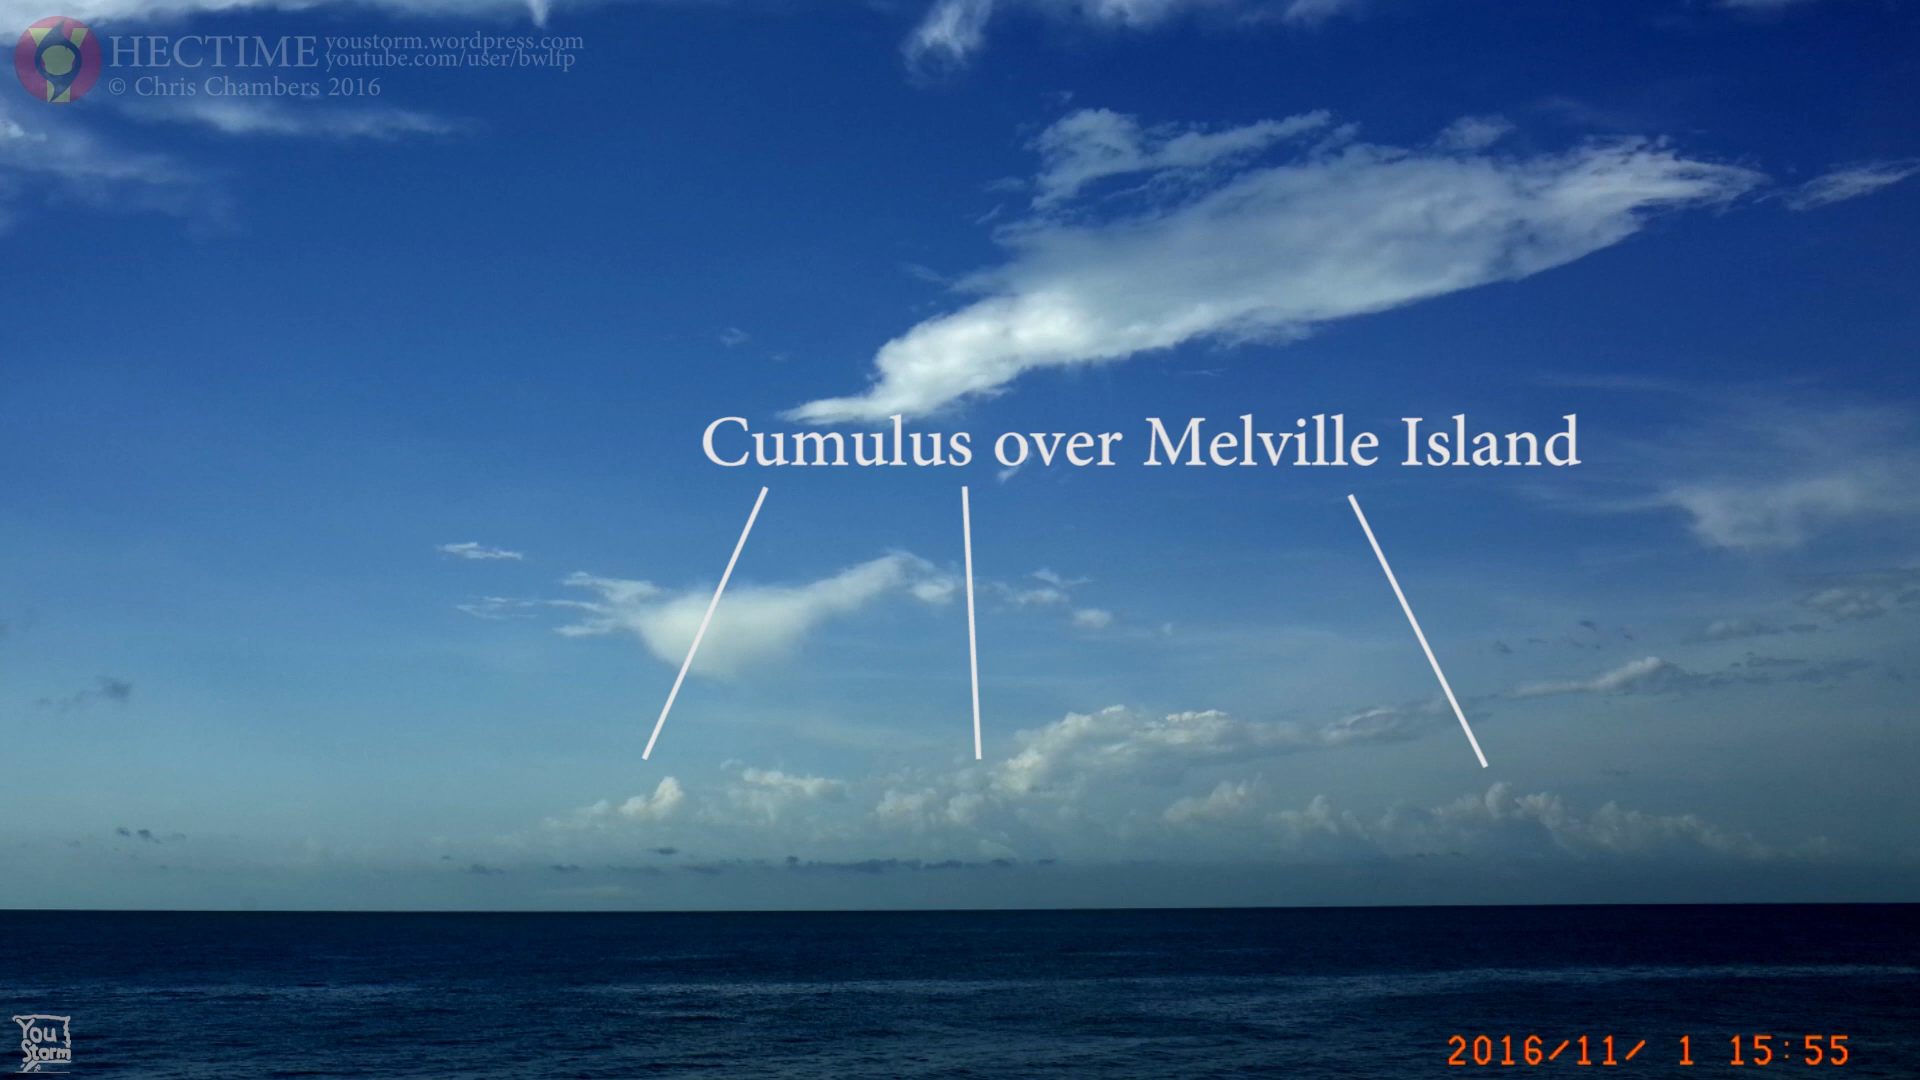 HECTIME
youstorm.wordpress.com
youtube.com/user/bwlfp
© Chris Chambers 2016
Cumulus over Melville Island
You
Storm
2016/11/ 1 15:55